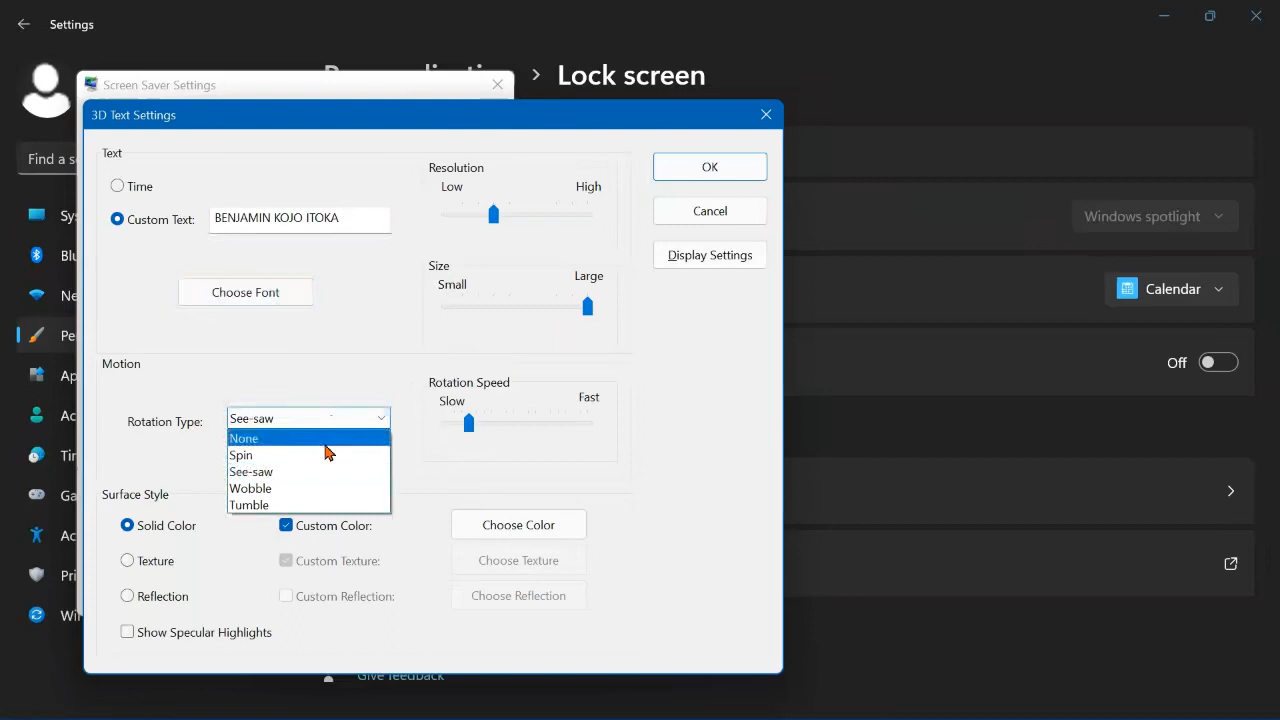 Settings
Lock screen
Screen Saver Settings
3D Text Settings
Find a s
Sy
Blu
Ne
Pe
Ap
Ac
Ti
Ga
Ac
Pri
Wi
Text
Time
Custom Text: BENJAMIN KOJO ITOKA
Choose Font
Resolution
Low High
Size
Small Large
OK
Cancel
Display Settings
Motion
Rotation Type: See-saw
None
Spin
See-saw
Wobble
Tumble
Rotation Speed
Slow Fast
Surface Style
Solid Color Custom Color: Choose Color
Texture Custom Texture: Choose Texture
Reflection Custom Reflection: Choose Reflection
Show Specular Highlights
Windows spotlight
Calendar
Off
Give feedback